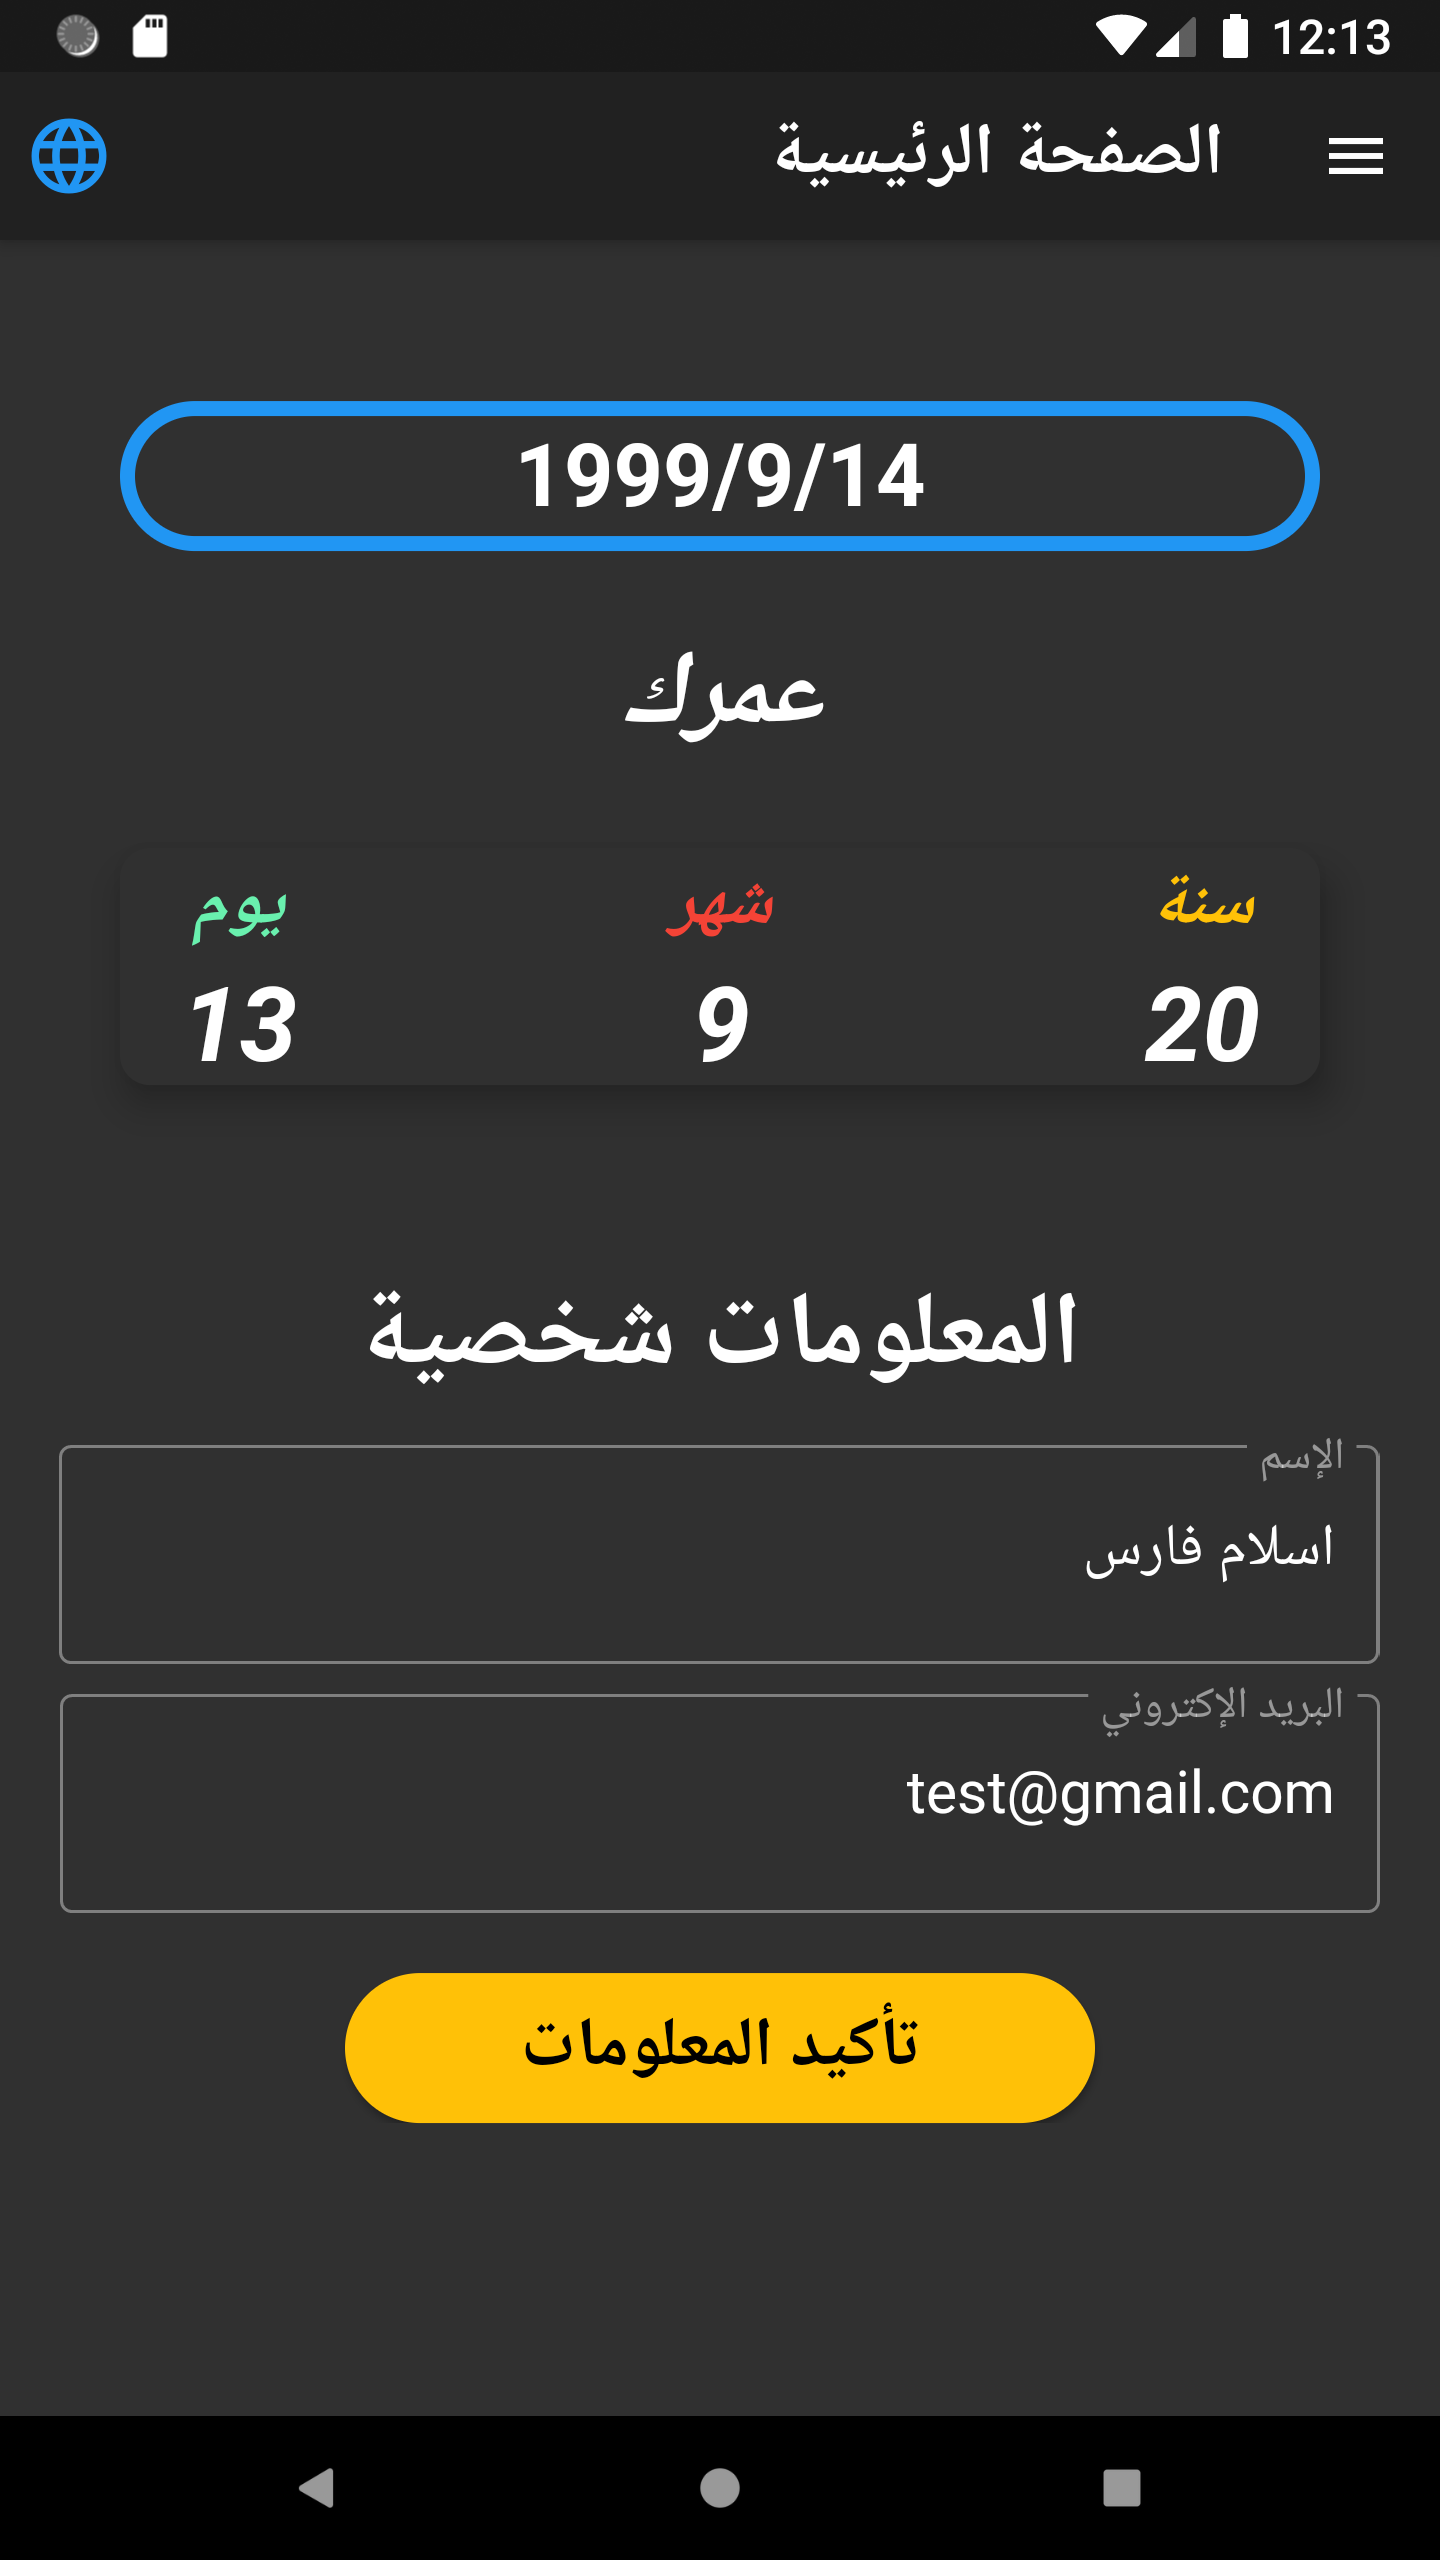 12:13
الصفحة الرئيسية
1999/9/14
عمرك
سنة شهر يوم
20 9 13
المعلومات شخصية
الإسم
اسلام فارس
البريد الإكتروني
test@gmail.com
تأكيد المعلومات